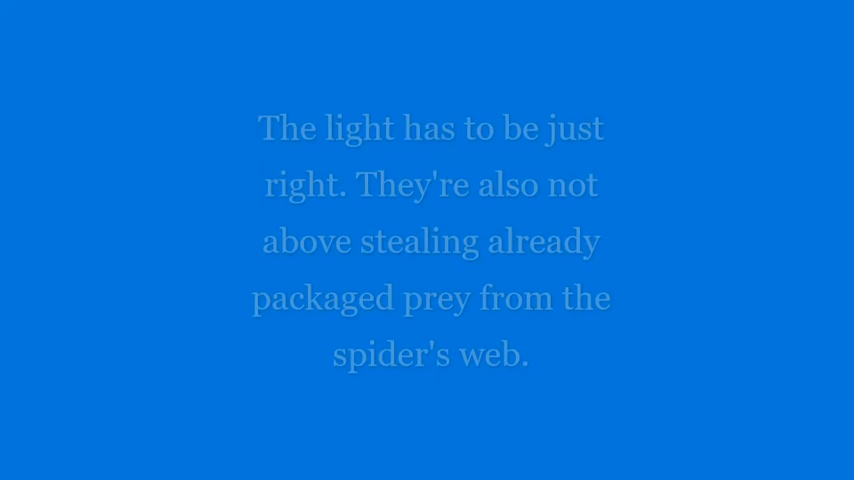 The light has to be just
right. They're also not
above stealing already
packaged prey from the
spider's web.